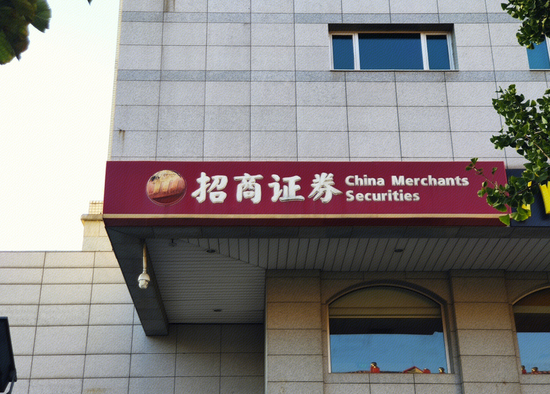 招商证券
China Merchants
Securities